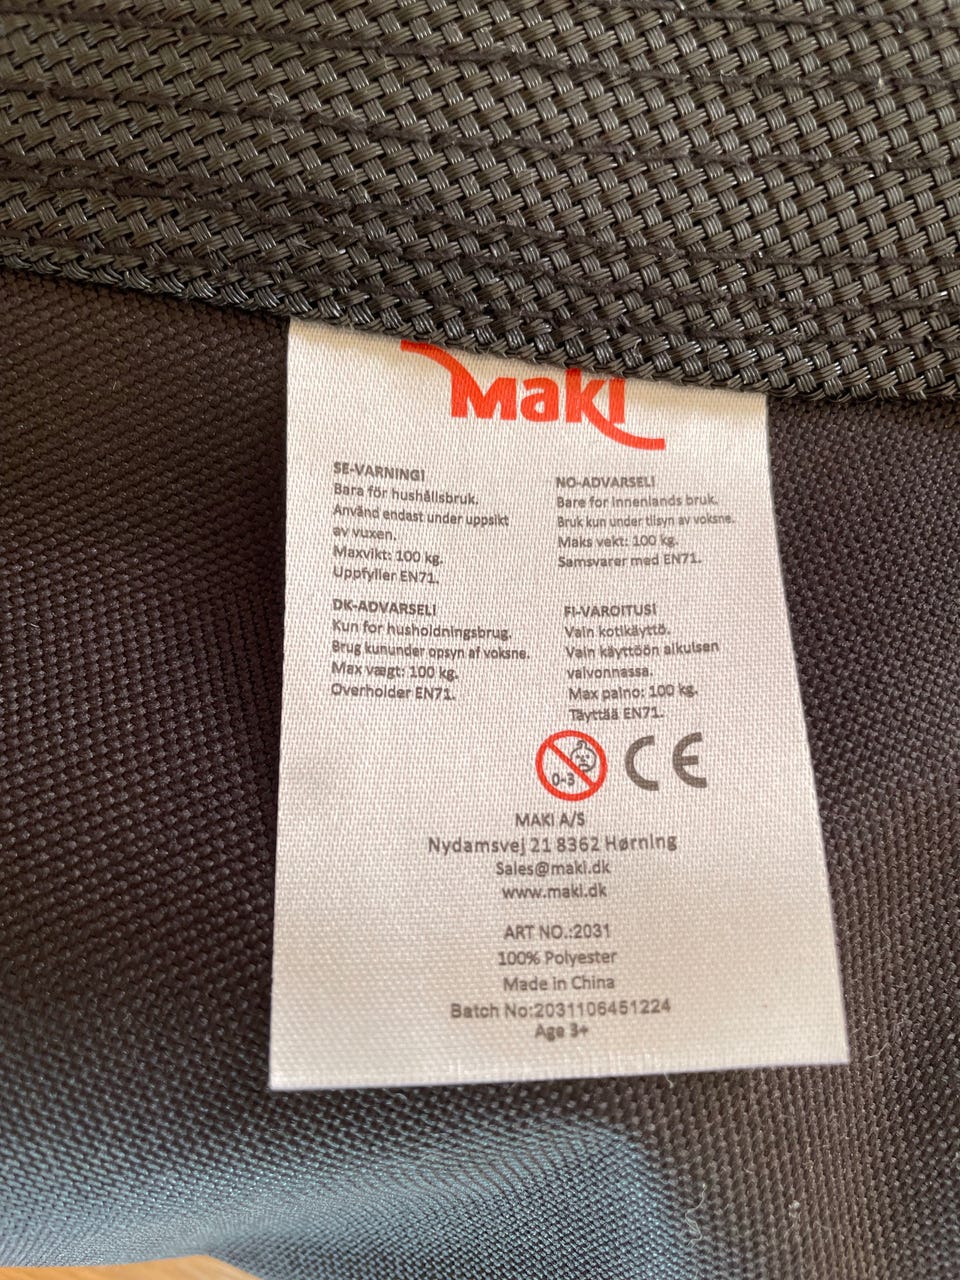 Maki
SE-VARNING!
Bara för hushållsbruk.
Använd endast under uppsikt
av vuxen.
Maxvikt: 100 kg.
Uppfyller EN71.
NO-ADVARSEL!
Bare for innenlands bruk.
Bruk kun under tilsyn av voksne.
Maks vekt: 100 kg.
Samsvarer med EN71.
DK-ADVARSEL!
Kun for husholdningsbrug.
Brug kununder opsyn af voksne.
Max vægt: 100 kg.
Overholder EN71.
FI-VAROITUS!
Vain kotikäyttö.
Vain käyttöön aikuisen
valvonnassa.
Max paino: 100 kg.
Täyttää EN71.
0-3
CE
MAKI A/S
Nydamsvej 21 8362 Hørning
Sales@maki.dk
www.maki.dk
ART NO.:2031
100% Polyester
Made in China
Batch No:2031106451224
Age 3+